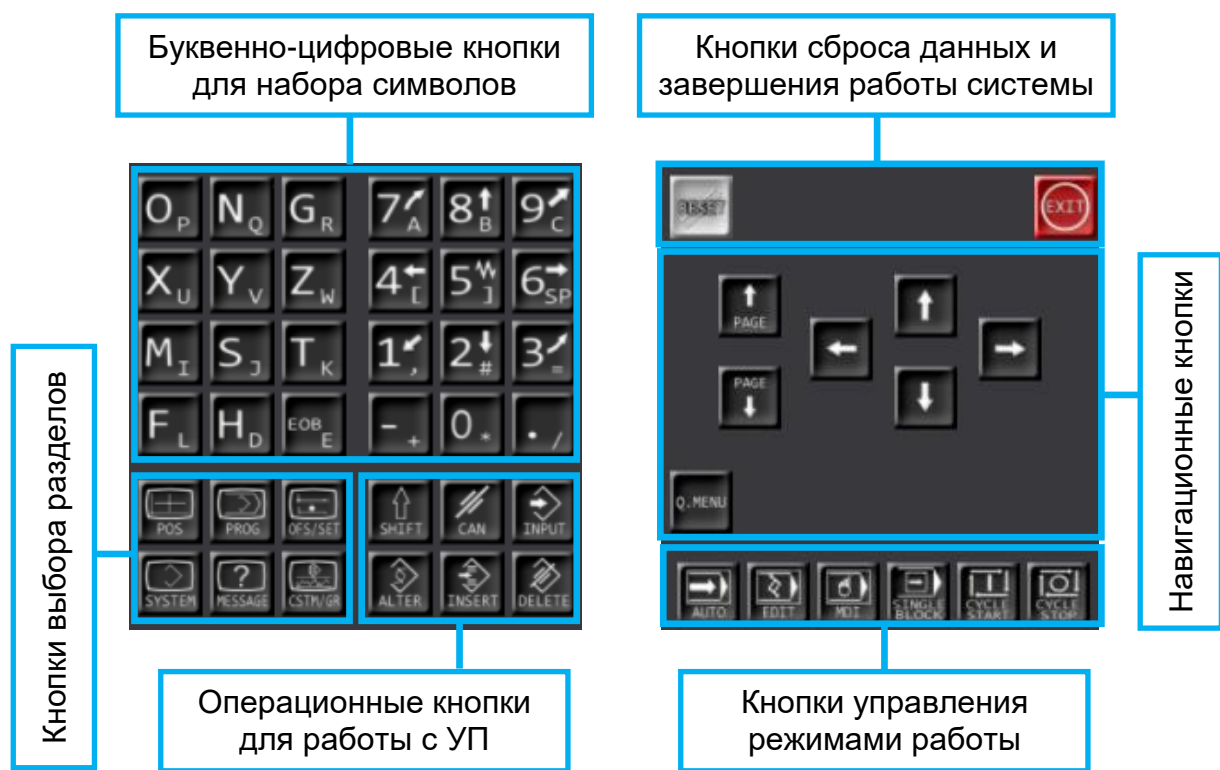 Буквенно-цифровые кнопки
для набора символов
Кнопки сброса данных и
завершения работы системы
O P N Q G R 7 A 8 B 9 C
X U Y V Z W 4 [ 5 ] 6 SP
M I S J T K 1 , 2 # 3 =
F L H D EOB E - + 0 * . /
POS PROG OFS/SET SHIFT CAN INPUT
SYSTEM MESSAGE CSTM/GR ALTER INSERT DELETE
RESET EXIT
PAGE
PAGE
Q.MENU
AUTO EDIT MDI SINGLE BLOCK CYCLE START CYCLE STOP
Кнопки выбора разделов
Навигационные кнопки
Операционные кнопки
для работы с УП
Кнопки управления
режимами работы